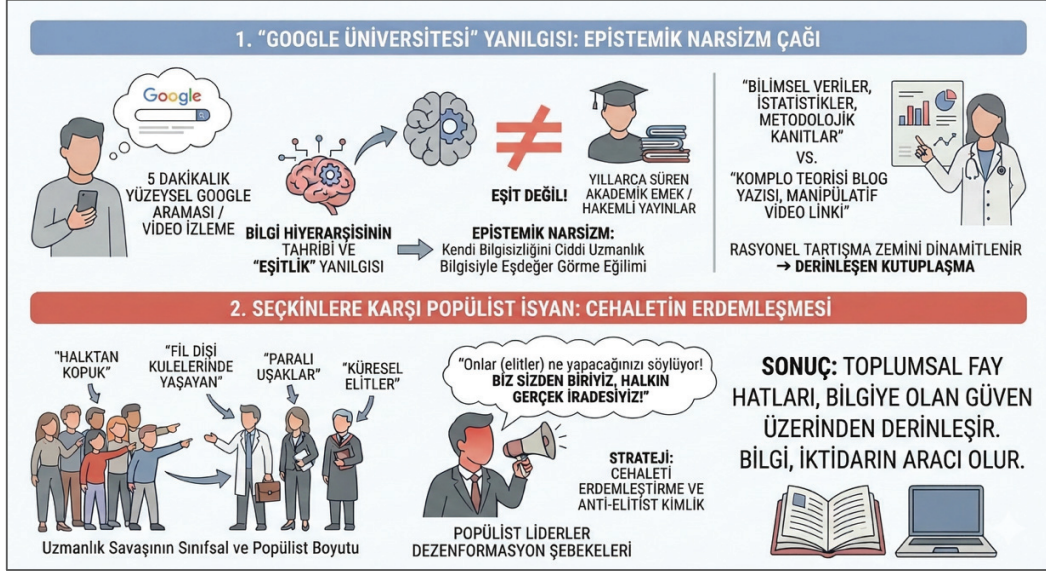 1. “GOOGLE ÜNİVERSİTESİ” YANILGISI: EPİSTEMİK NARSİZM ÇAĞI
Google
5 DAKİKALIK
YÜZEYSEL GOOGLE
ARAMASI /
VİDEO İZLEME
BİLGİ HİYERARŞİSİNİN
TAHRİBİ VE
“EŞİTLİK” YANILGISI
EŞİT DEĞİL!
YILLARCA SÜREN
AKADEMİK EMEK /
HAKEMLİ YAYINLAR
EPİSTEMİK NARSİZM:
Kendi Bilgisizliğini Ciddi Uzmanlık
Bilgisiyle Eşdeğer Görme Eğilimi
“BİLİMSEL VERİLER,
İSTATİSTİKLER,
METODOLOJİK
KANITLAR”
VS.
“KOMPLO TEORİSİ BLOG
YAZISI, MANİPÜLATİF
VİDEO LİNKİ”
RASYONEL TARTIŞMA ZEMİNİ DİNAMİTLENİR
→ DERİNLEŞEN KUTUPLAŞMA
2. SEÇKİNLERE KARŞI POPÜLİST İSYAN: CEHALETİN ERDEMLEŞMESİ
"HALKTAN
KOPUK"
"FİL DİŞİ
KULELERİNDE
YAŞAYAN"
"PARALI
UŞAKLAR"
"KÜRESEL
ELİTLER"
Uzmanlık Savaşının Sınıfsal ve Popülist Boyutu
“Onlar (elitler) ne yapacağınızı söylüyor!
BİZ SİZDEN BİRİYİZ, HALKIN
GERÇEK İRADESİYİZ!”
STRATEJİ:
CEHALETİ
ERDEMLEŞTİRME VE
ANTİ-ELİTİST KİMLİK
POPÜLİST LİDERLER
DEZENFORMASYON ŞEBEKELERİ
SONUÇ: TOPLUMSAL FAY
HATLARI, BİLGİYE OLAN GÜVEN
ÜZERİNDEN DERİNLEŞİR.
BİLGİ, İKTİDARIN ARACI OLUR.